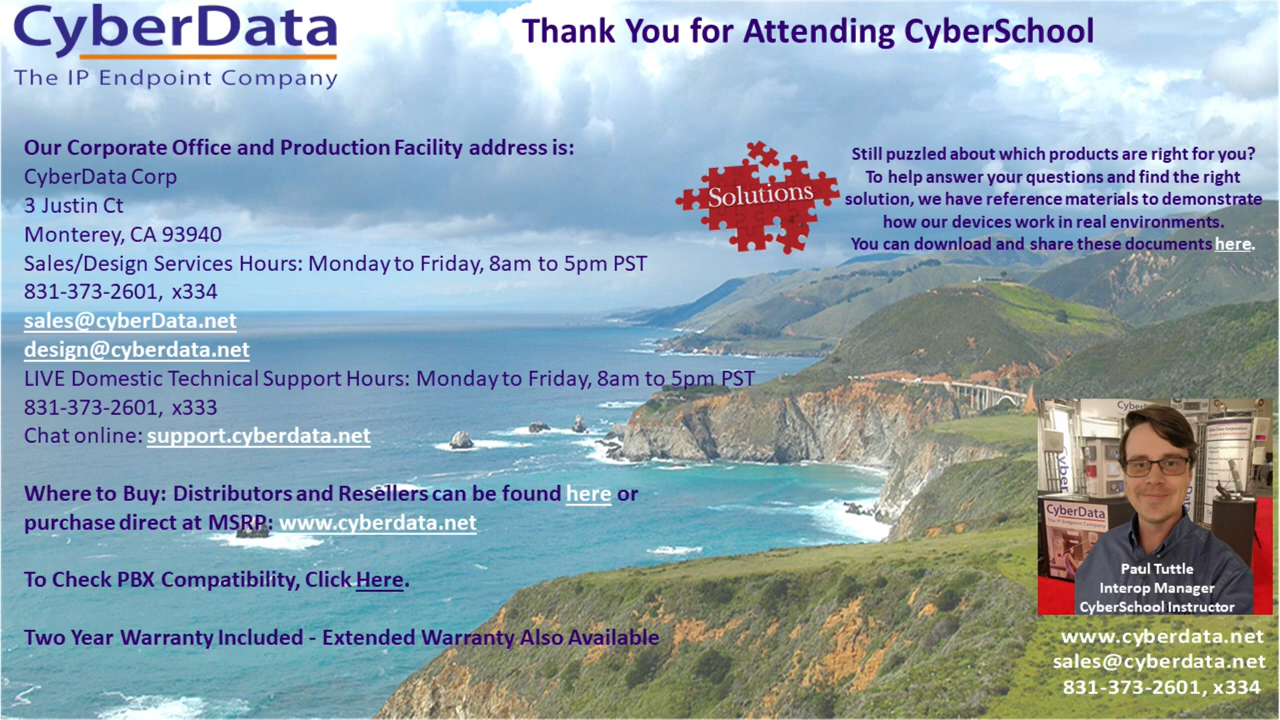 CyberData
The IP Endpoint Company
Thank You for Attending CyberSchool
Our Corporate Office and Production Facility address is:
CyberData Corp
3 Justin Ct
Monterey, CA 93940
Sales/Design Services Hours: Monday to Friday, 8am to 5pm PST
831-373-2601, x334
sales@cyberData.net
design@cyberdata.net
LIVE Domestic Technical Support Hours: Monday to Friday, 8am to 5pm PST
831-373-2601, x333
Chat online: support.cyberdata.net
Where to Buy: Distributors and Resellers can be found here or
purchase direct at MSRP: www.cyberdata.net
To Check PBX Compatibility, Click Here.
Two Year Warranty Included - Extended Warranty Also Available
Solutions
Still puzzled about which products are right for you?
To help answer your questions and find the right
solution, we have reference materials to demonstrate
how our devices work in real environments.
You can download and share these documents here.
CyberData
The IP Endpoint Company
Paul Tuttle
Interop Manager
CyberSchool Instructor
www.cyberdata.net
sales@cyberdata.net
831-373-2601, x334